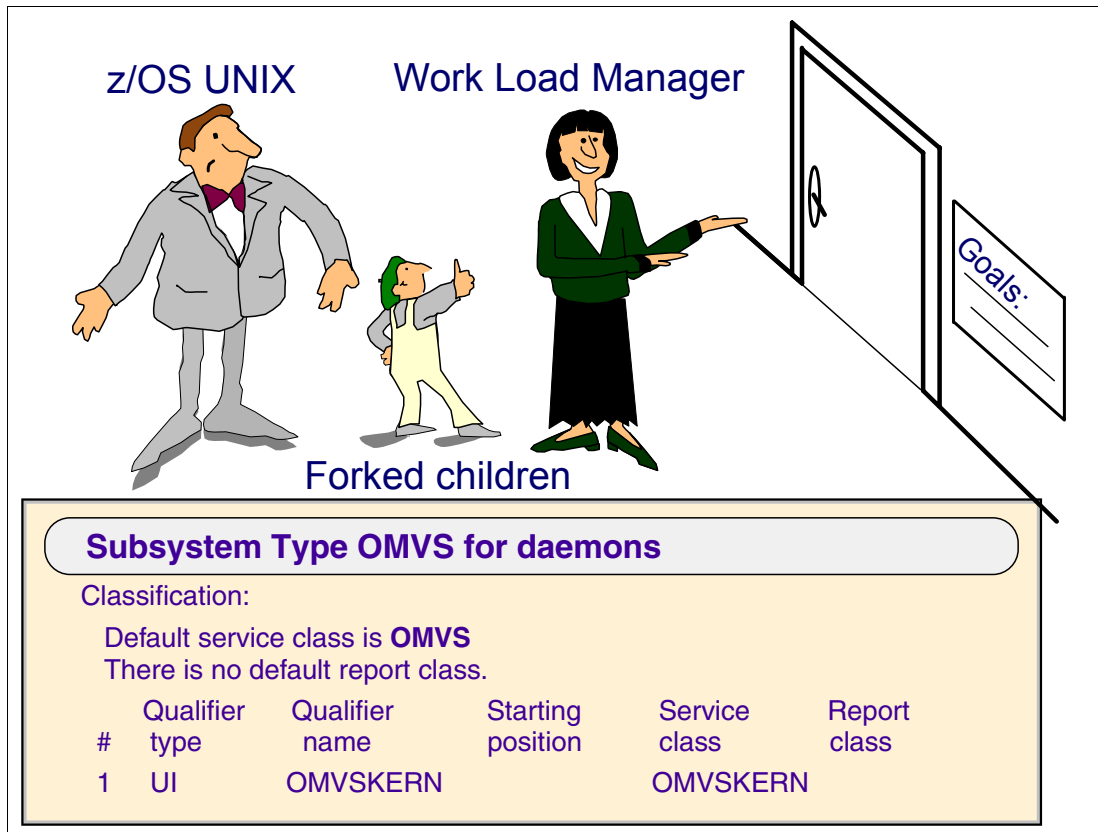 z/OS UNIX
Work Load Manager
Goals:
Forked children
Subsystem Type OMVS for daemons
Classification:
Default service class is OMVS
There is no default report class.
# Qualifier type Qualifier name Starting position Service class Report class
1 UI OMVSKERN OMVSKERN